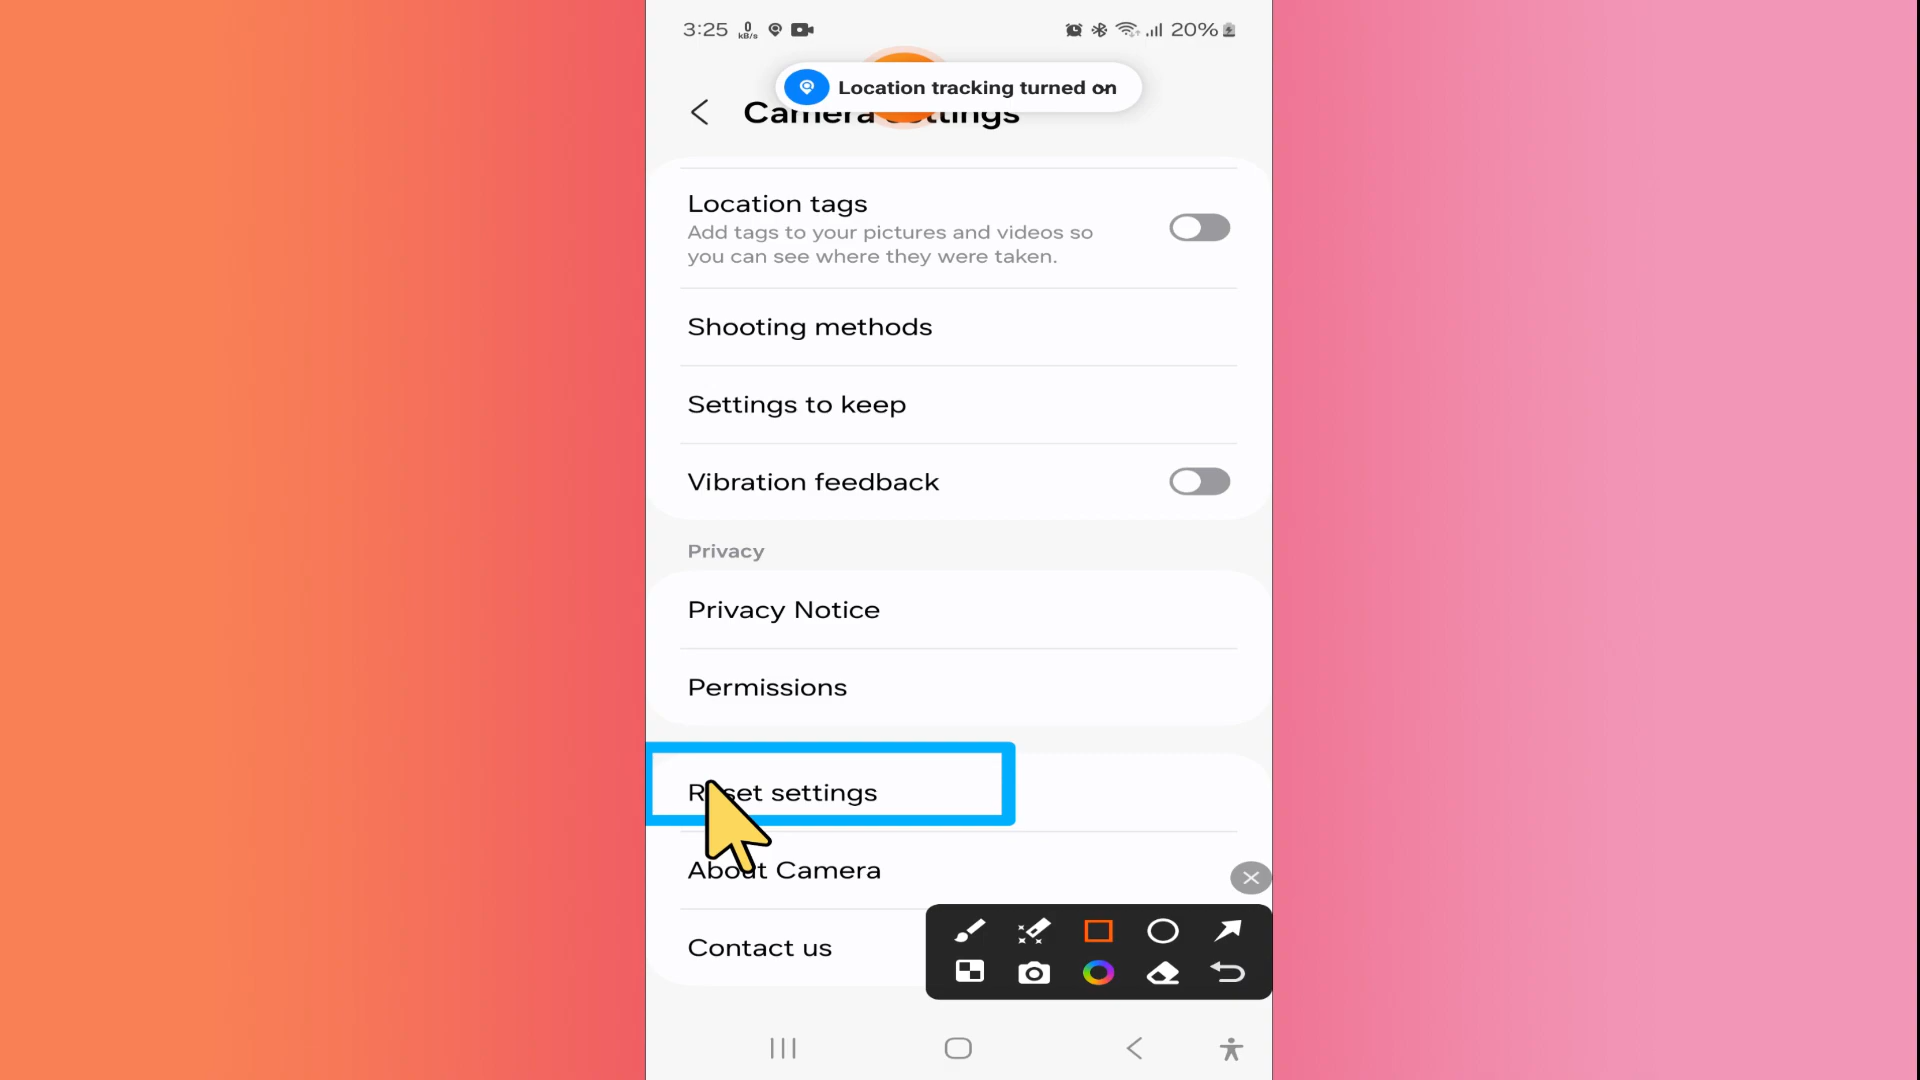 3:25 0 kB/s 20%
Location tracking turned on
Camera settings
Location tags
Add tags to your pictures and videos so
you can see where they were taken.
Shooting methods
Settings to keep
Vibration feedback
Privacy
Privacy Notice
Permissions
Reset settings
About Camera
Contact us